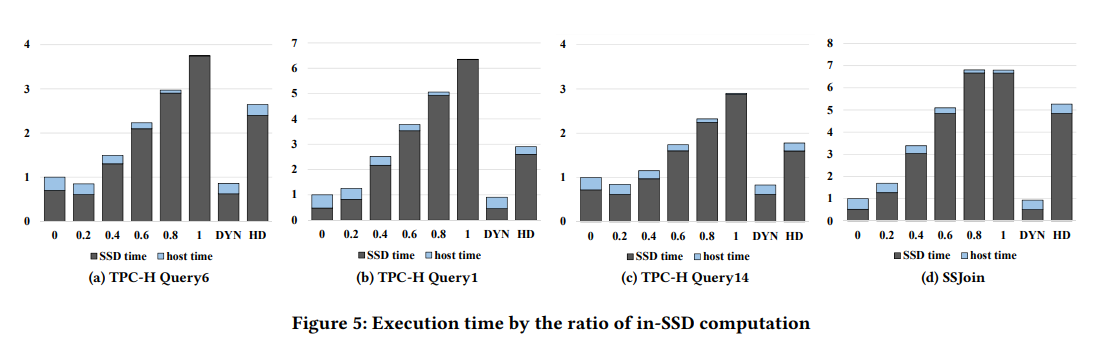 4
3
2
1
0
0 0.2 0.4 0.6 0.8 1 DYN HD
SSD time host time
(a) TPC-H Query6
7
6
5
4
3
2
1
0
0 0.2 0.4 0.6 0.8 1 DYN HD
SSD time host time
(b) TPC-H Query1
4
3
2
1
0
0 0.2 0.4 0.6 0.8 1 DYN HD
SSD time host time
(c) TPC-H Query14
8
7
6
5
4
3
2
1
0
0 0.2 0.4 0.6 0.8 1 DYN HD
SSD time host time
(d) SSJoin
Figure 5: Execution time by the ratio of in-SSD computation